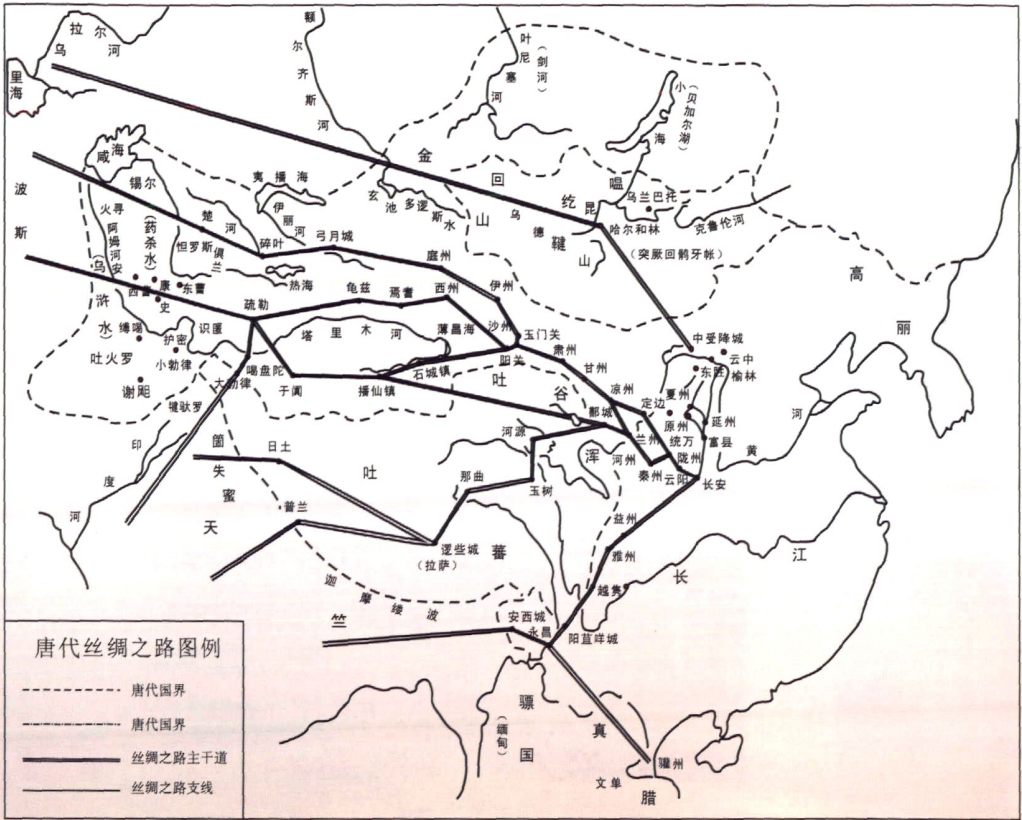 乌拉尔河
额尔齐斯河
叶尼塞河
（剑河）
小海
（贝加尔湖）
里海
咸海
锡尔
（药杀水）
火寻
阿姆河
（乌浒水）
波斯
楚河
怛罗斯
俱兰
夷播海
伊丽河
碎叶
弓月城
热海
金
山
玄池
多逻斯水
回
纥
嗢
昆
乌德鞬山
乌兰巴托
哈尔和林
克鲁伦河
（突厥回鹘牙帐）
高
丽
庭州
伊州
西州
焉耆
龟兹
疏勒
安
西曹
康
东曹
史
缚喝
护密
识匿
吐火罗
小勃律
大勃律
谢䫻
犍驮罗
喝盘陀
于阗
塔里木河
播仙镇
石城镇
薄昌海
沙州
玉门关
阳关
肃州
甘州
凉州
吐
谷
浑
鄯城
河源
河州
兰州
秦州
定边
原州
夏州
统万
云阳
陇州
长安
富县
延州
中受降城
云中
东胜
榆林
黄
河
印
度
河
箇失蜜
日土
普兰
天
竺
吐
蕃
那曲
玉树
逻些城
（拉萨）
迦摩缕波
益州
雅州
越嶲
长
江
安西城
永昌
阳苴咩城
骠国
（缅甸）
真
腊
文单
驩州
唐代丝绸之路图例
唐代国界
唐代国界
丝绸之路主干道
丝绸之路支线